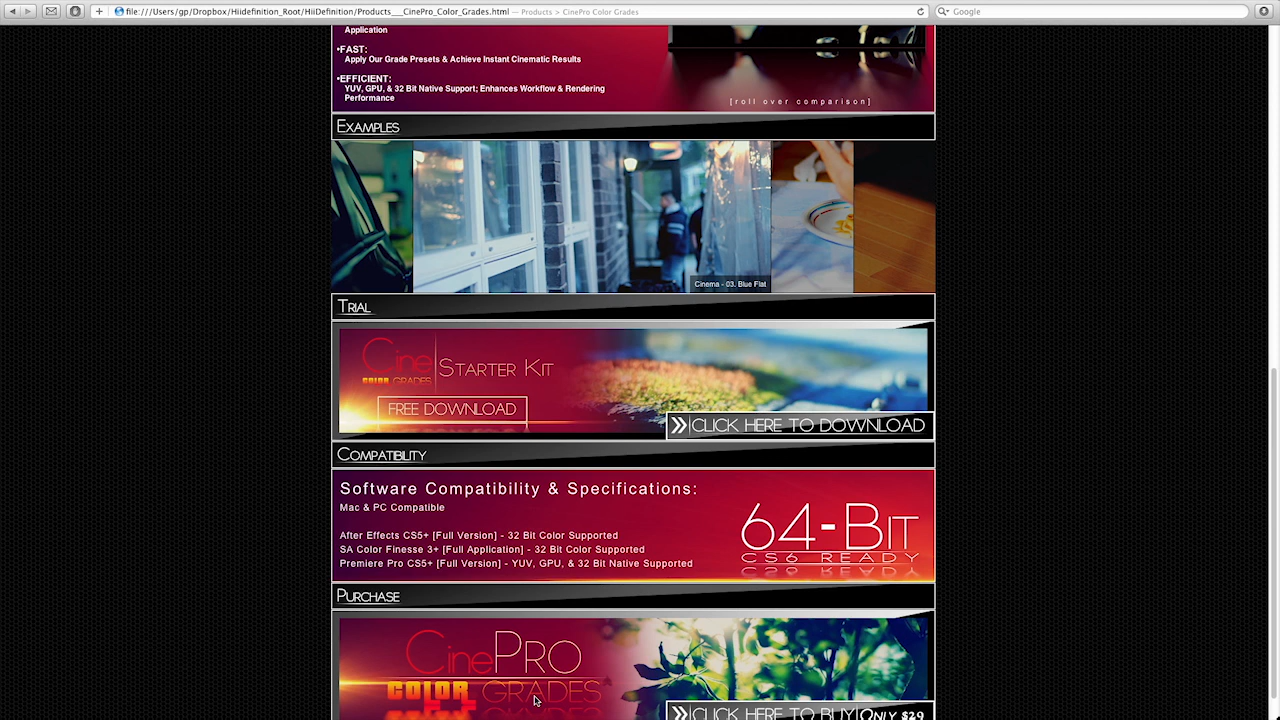 file:///Users/gp/Dropbox/Hiidefinition_Root/HiiDefinition/Products___CinePro_Color_Grades.html — Products > CinePro Color Grades
Google
Application
•FAST:
Apply Our Grade Presets & Achieve Instant Cinematic Results
•EFFICIENT:
YUV, GPU, & 32 Bit Native Support; Enhances Workflow & Rendering
Performance
[roll over comparison]
Examples
Cinema - 03. Blue Flat
Trial
Cine
COLOR GRADES
Starter Kit
FREE DOWNLOAD
CLICK HERE TO DOWNLOAD
Compatibility
Software Compatibility & Specifications:
Mac & PC Compatible
After Effects CS5+ [Full Version] - 32 Bit Color Supported
SA Color Finesse 3+ [Full Application] - 32 Bit Color Supported
Premiere Pro CS5+ [Full Version] - YUV, GPU, & 32 Bit Native Supported
64-Bit
CS6 READY
Purchase
CinePro
COLOR GRADES
CLICK HERE TO BUY|ONLY $29